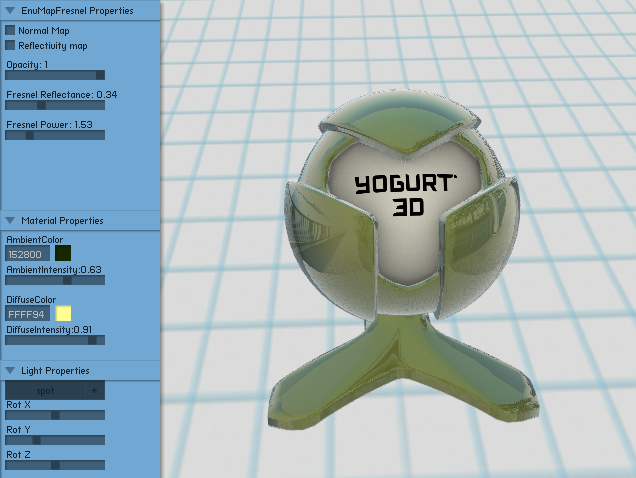 EnvMapFresnel Properties
Normal Map
Reflectivity map
Opacity: 1
Fresnel Reflectance: 0.34
Fresnel Power: 1.53
Material Properties
AmbientColor
152800
AmbientIntensity:0.63
DiffuseColor
FFFF94
DiffuseIntensity:0.91
Light Properties
spot +
Rot X
Rot Y
Rot Z
YOGURT
3D